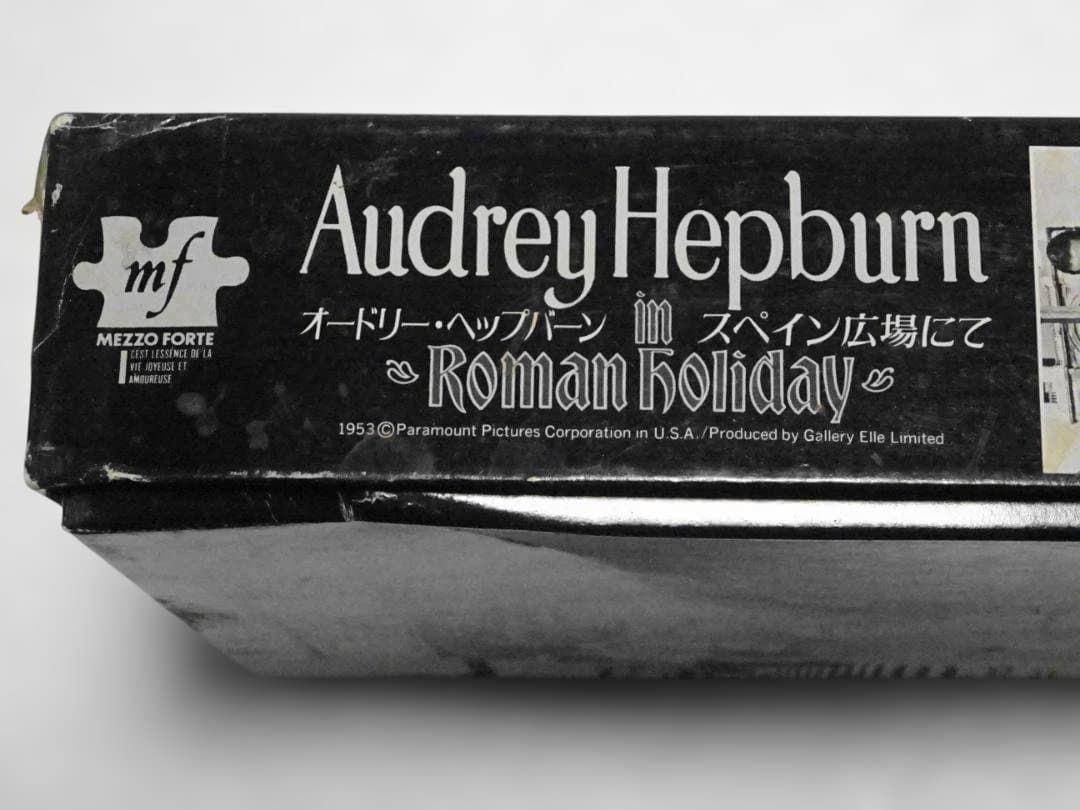 mf
MEZZO FORTE
C'EST L'ESSENCE DE LA
VIE JOYEUSE ET
AMOUREUSE
Audrey Hepburn
オードリー・ヘップバーン in スペイン広場にて
Roman Holiday
1953©Paramount Pictures Corporation in U.S.A./Produced by Gallery Elle Limited